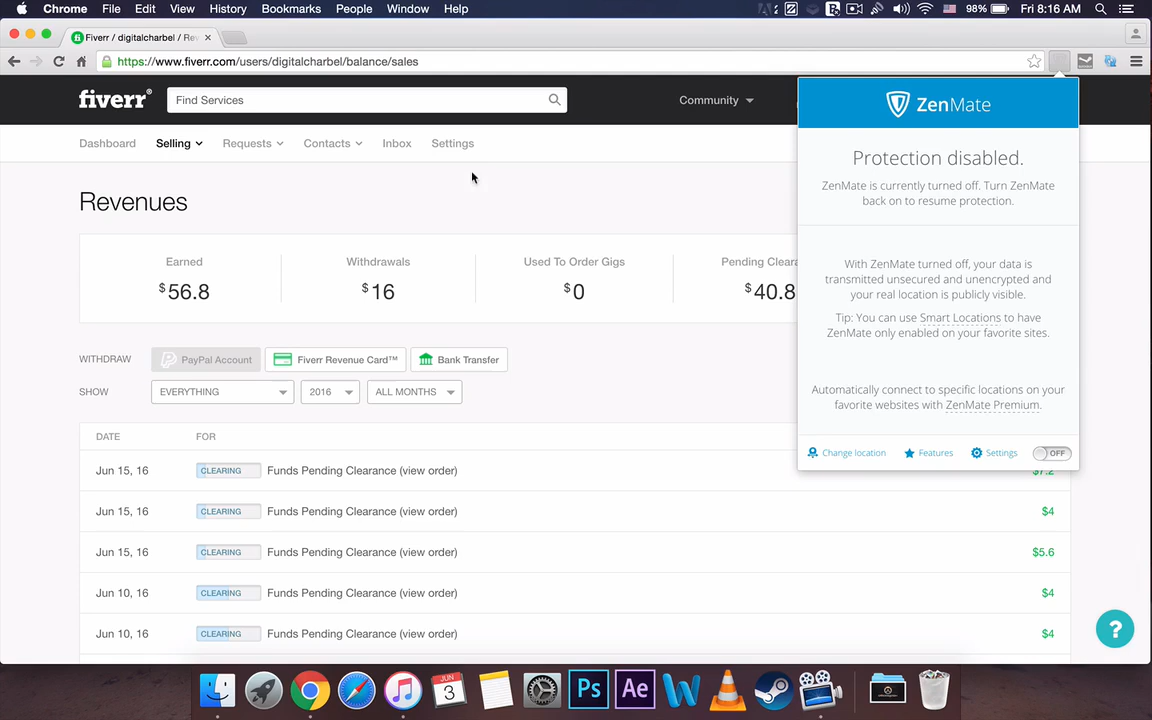 Chrome File Edit View History Bookmarks People Window Help 98% Fri 8:16 AM
Fiverr / digitalcharbel / Rev
https://www.fiverr.com/users/digitalcharbel/balance/sales
fiverr® Find Services Community
ZenMate
Dashboard Selling Requests Contacts Inbox Settings
Protection disabled.
ZenMate is currently turned off. Turn ZenMate
back on to resume protection.
Revenues
Earned Withdrawals Used To Order Gigs Pending Cleara
$56.8 $16 $0 $40.8
With ZenMate turned off, your data is
transmitted unsecured and unencrypted and
your real location is publicly visible.
Tip: You can use Smart Locations to have
ZenMate only enabled on your favorite sites.
WITHDRAW PayPal Account Fiverr Revenue Card™ Bank Transfer
SHOW EVERYTHING 2016 ALL MONTHS
Automatically connect to specific locations on your
favorite websites with ZenMate Premium.
Change location Features Settings OFF
DATE FOR
Jun 15, 16 CLEARING Funds Pending Clearance (view order) $7.2
Jun 15, 16 CLEARING Funds Pending Clearance (view order) $4
Jun 15, 16 CLEARING Funds Pending Clearance (view order) $5.6
Jun 10, 16 CLEARING Funds Pending Clearance (view order) $4
Jun 10, 16 CLEARING Funds Pending Clearance (view order) $4
?
JUN
3
Ps Ae W